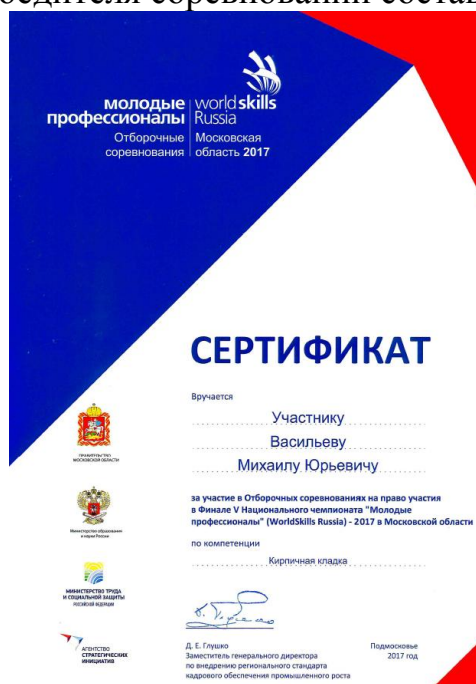 бедителя соревнований состав
молодые профессионалы
Отборочные соревнования
worldskills Russia
Московская область 2017
СЕРТИФИКАТ
Вручается
Участнику
Васильеву
Михаилу Юрьевичу
за участие в Отборочных соревнованиях на право участия
в Финале V Национального чемпионата "Молодые
профессионалы" (WorldSkills Russia) - 2017 в Московской области
по компетенции
Кирпичная кладка
ПРАВИТЕЛЬСТВО
МОСКОВСКОЙ ОБЛАСТИ
Министерство образования
и науки России
МИНИСТЕРСТВО ТРУДА
И СОЦИАЛЬНОЙ ЗАЩИТЫ
РОССИЙСКОЙ ФЕДЕРАЦИИ
АГЕНТСТВО
СТРАТЕГИЧЕСКИХ
ИНИЦИАТИВ
Д. Е. Глушко
Заместитель генерального директора
по внедрению регионального стандарта
кадрового обеспечения промышленного роста
Подмосковье
2017 год